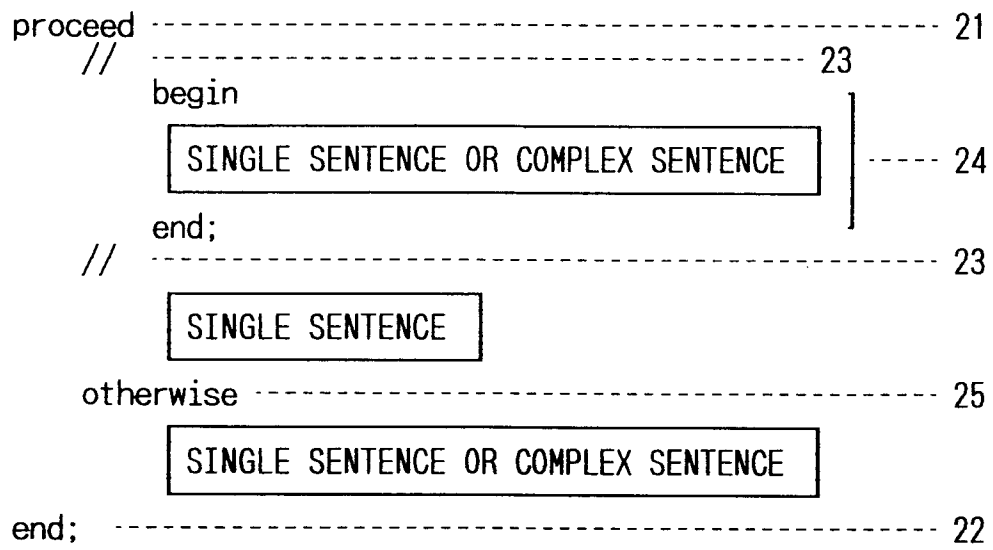 proceed 21
// 23
begin
SINGLE SENTENCE OR COMPLEX SENTENCE 24
end;
// 23
SINGLE SENTENCE
otherwise 25
SINGLE SENTENCE OR COMPLEX SENTENCE
end; 22